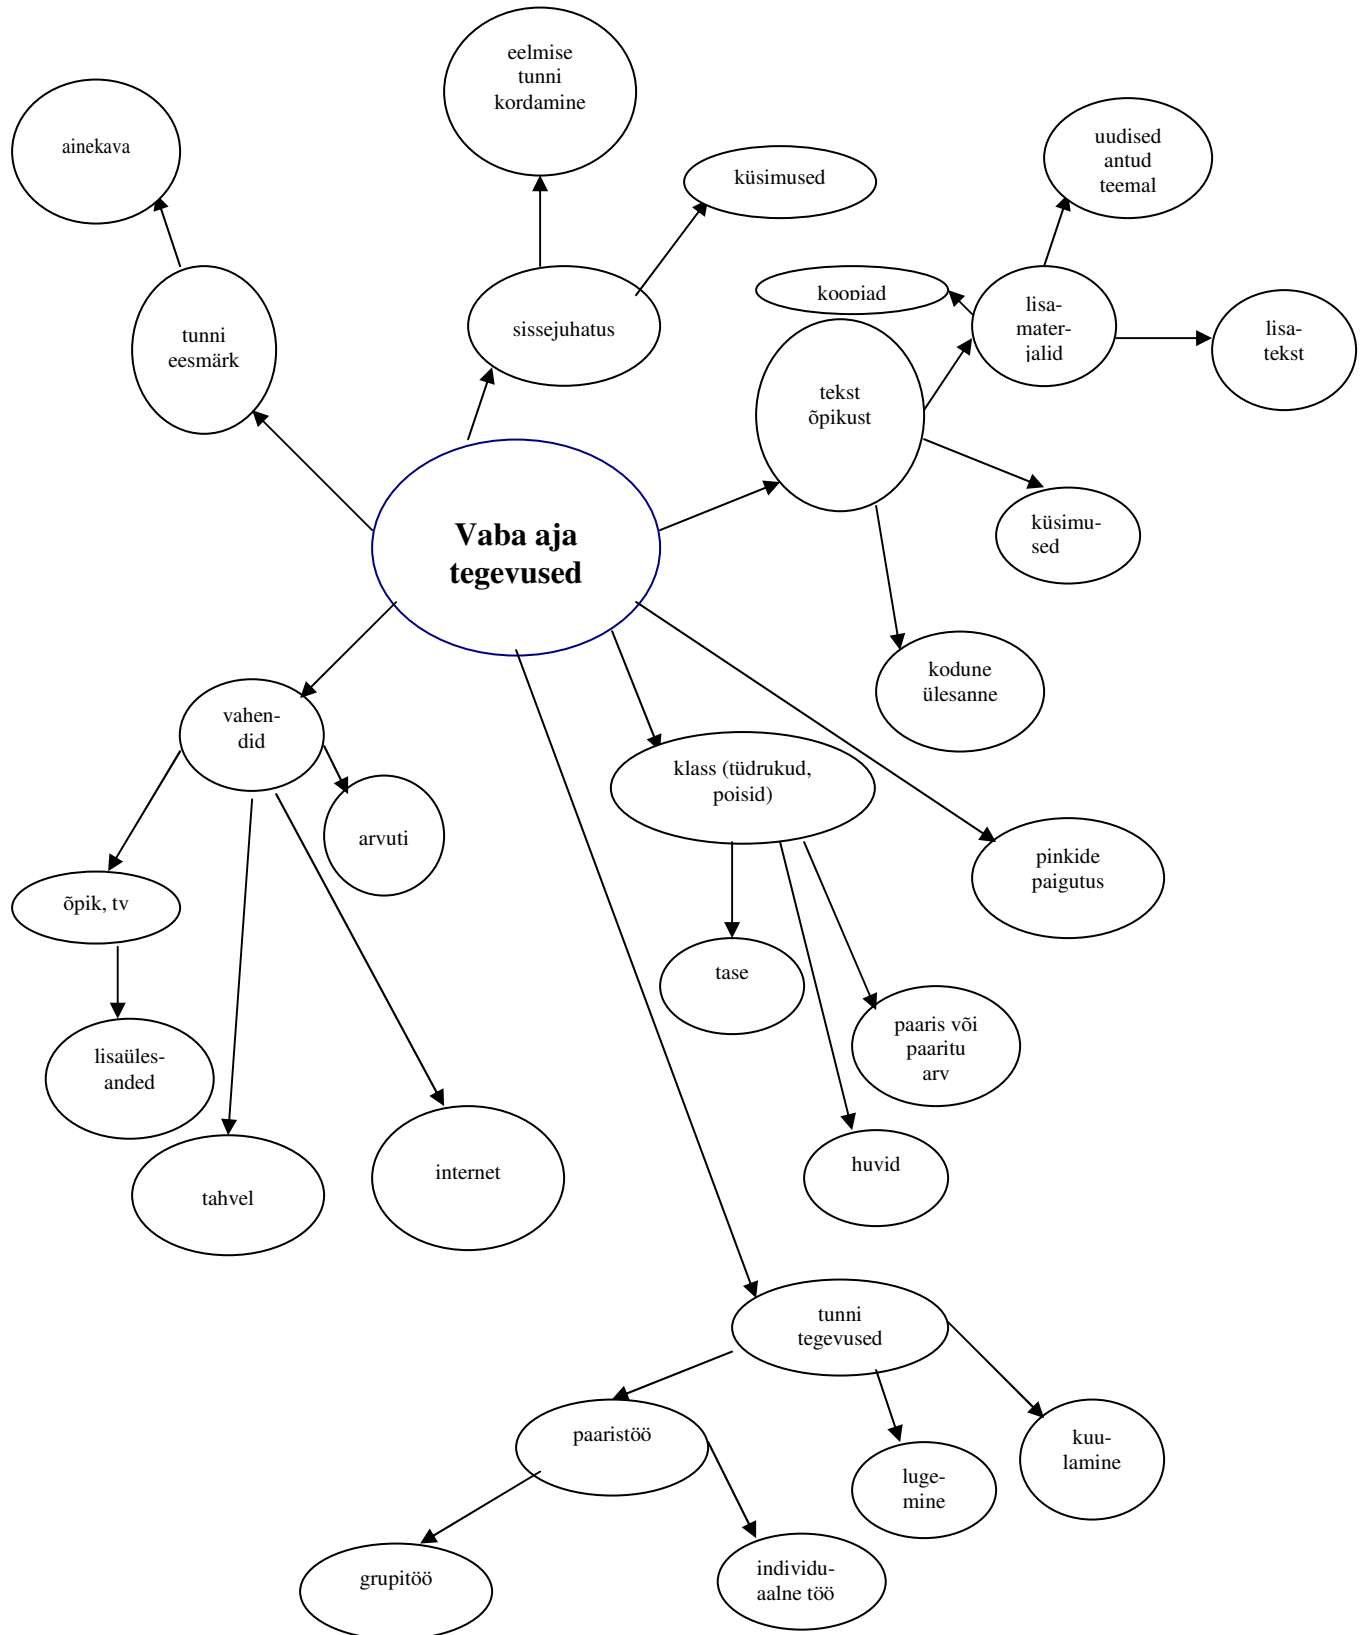 eelmise
tunni
kordamine
ainekava
uudised
antud
teemal
küsimused
koopiad
lisa-
mater-
jalid
lisa-
tekst
sissejuhatus
tunni
eesmärk
tekst
õpikust
Vaba aja
tegevused
küsimu-
sed
kodune
ülesanne
vahen-
did
klass (tüdrukud,
poisid)
arvuti
pinkide
paigutus
õpik, tv
tase
paaris või
paaritu
arv
lisaüles-
anded
huvid
internet
tahvel
tunni
tegevused
paaristöö
kuu-
lamine
luge-
mine
grupitöö
individu-
aalne töö